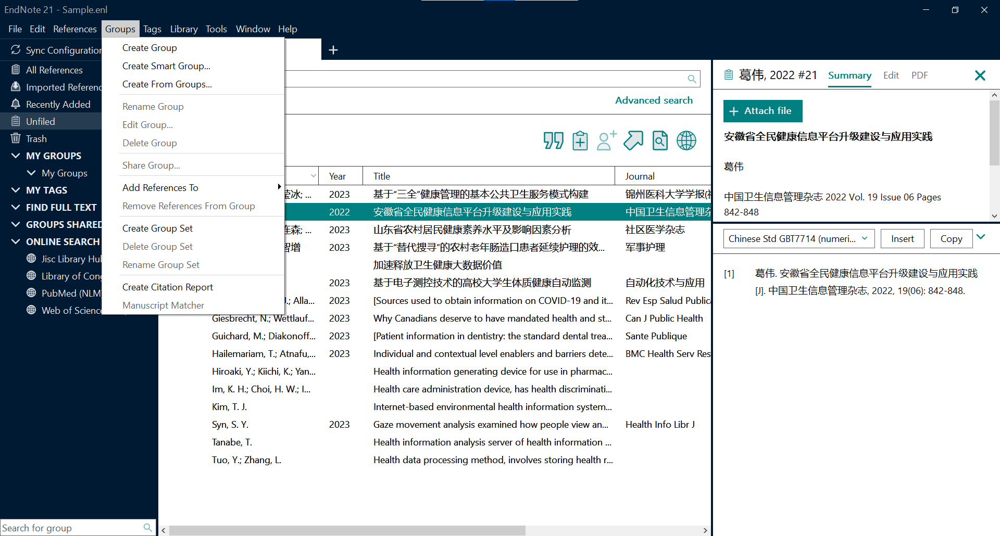 EndNote 21 - Sample.enl
File Edit References Groups Tags Library Tools Window Help
Sync Configuration
All References
Imported Referenc
Recently Added
Unfiled
Trash
MY GROUPS
My Groups
MY TAGS
FIND FULL TEXT
GROUPS SHARED
ONLINE SEARCH
Jisc Library Hu
Library of Cong
PubMed (NLM
Web of Science
Search for group
Create Group
Create Smart Group...
Create From Groups...
Rename Group
Edit Group...
Delete Group
Share Group...
Add References To
Remove References From Group
Create Group Set
Delete Group Set
Rename Group Set
Create Citation Report
Manuscript Matcher
Advanced search
Year Title Journal
冰; ... 2023 基于“三全”健康管理的基本公共卫生服务模式构建 锦州医科大学学报(社
2022 安徽省全民健康信息平台升级建设与应用实践 中国卫生信息管理杂
连森; ... 2023 山东省农村居民健康素养水平及影响因素分析 社区医学杂志
智增 2023 基于“替代搜寻”的农村老年肠造口患者延续护理的效... 军事护理
加速释放卫生健康大数据价值
2023 基于电子测控技术的高校大学生体质健康自动监测 自动化技术与应用
J.; Alla... 2023 [Sources used to obtain information on COVID-19 and it... Rev Esp Salud Publica
Giesbrecht, N.; Wettlauf... 2023 Why Canadians deserve to have mandated health and st... Can J Public Health
Guichard, M.; Diakonoff... 2023 [Patient information in dentistry: the standard dental trea... Sante Publique
Hailemariam, T.; Atnafu,... 2023 Individual and contextual level enablers and barriers dete... BMC Health Serv Res
Hiroaki, Y.; Kiichi, K.; Yan... Health information generating device for use in pharmac...
Im, K. H.; Choi, H. W.; I... Health care administration device, has health discriminati...
Kim, T. J. Internet-based environmental health information system...
Syn, S. Y. 2023 Gaze movement analysis examined how people view an... Health Info Libr J
Tanabe, T. Health information analysis server of health information ...
Tuo, Y.; Zhang, L. Health data processing method, involves storing health r...
葛伟, 2022 #21 Summary Edit PDF
Attach file
安徽省全民健康信息平台升级建设与应用实践
葛伟
中国卫生信息管理杂志 2022 Vol. 19 Issue 06 Pages
842-848
Chinese Std GBT7714 (numeri... Insert Copy
[1] 葛伟. 安徽省全民健康信息平台升级建设与应用实践
[J]. 中国卫生信息管理杂志, 2022, 19(06): 842-848.